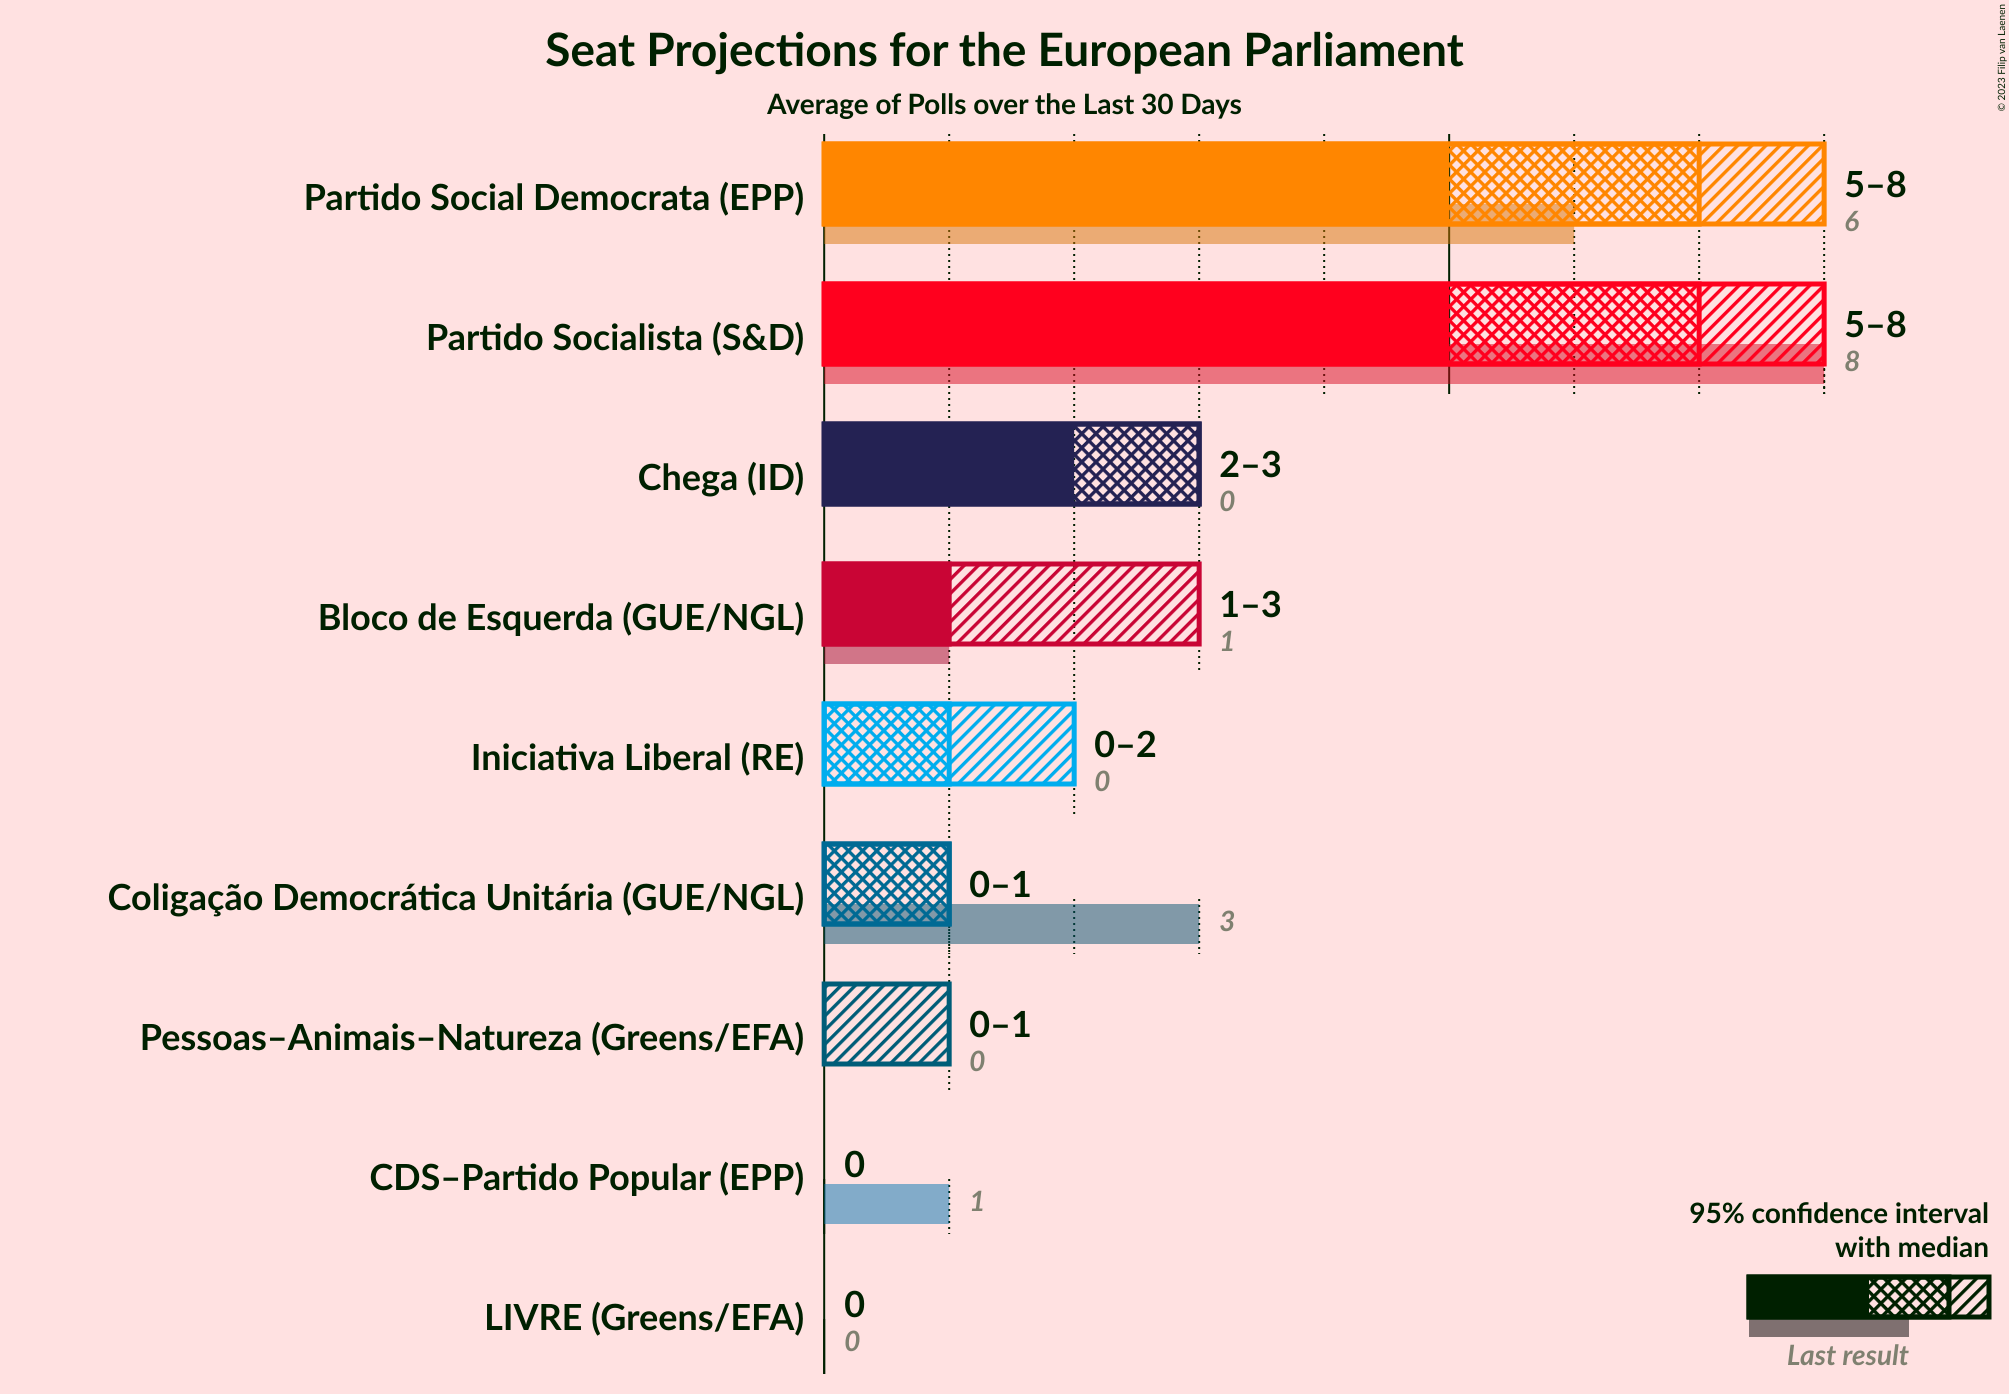 Seat Projections for the European Parliament
Average of Polls over the Last 30 Days
© 2023 Filip van Laenen
Partido Social Democrata (EPP)
5–8
6
Partido Socialista (S&D)
5–8
8
Chega (ID)
2–3
0
Bloco de Esquerda (GUE/NGL)
1–3
1
Iniciativa Liberal (RE)
0–2
0
Coligação Democrática Unitária (GUE/NGL)
0–1
3
Pessoas–Animais–Natureza (Greens/EFA)
0–1
0
CDS–Partido Popular (EPP)
0
1
LIVRE (Greens/EFA)
0
0
95% confidence interval
with median
Last result